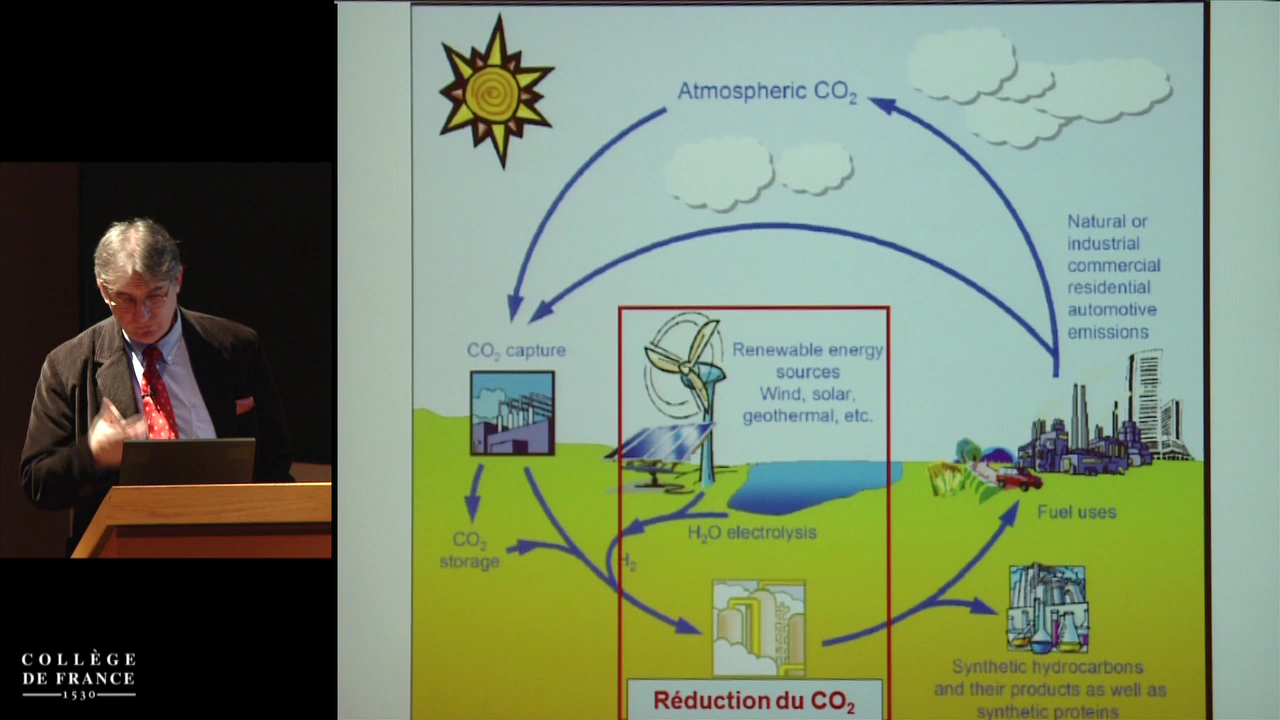 Atmospheric CO₂
Natural or
industrial
commercial
residential
automotive
emissions
CO₂ capture
Renewable energy
sources
Wind, solar,
geothermal, etc.
CO₂
storage
H₂O electrolysis
H₂
Fuel uses
Synthetic hydrocarbons
and their products as well as
synthetic proteins
Réduction du CO₂
COLLÈGE
DE FRANCE
1530